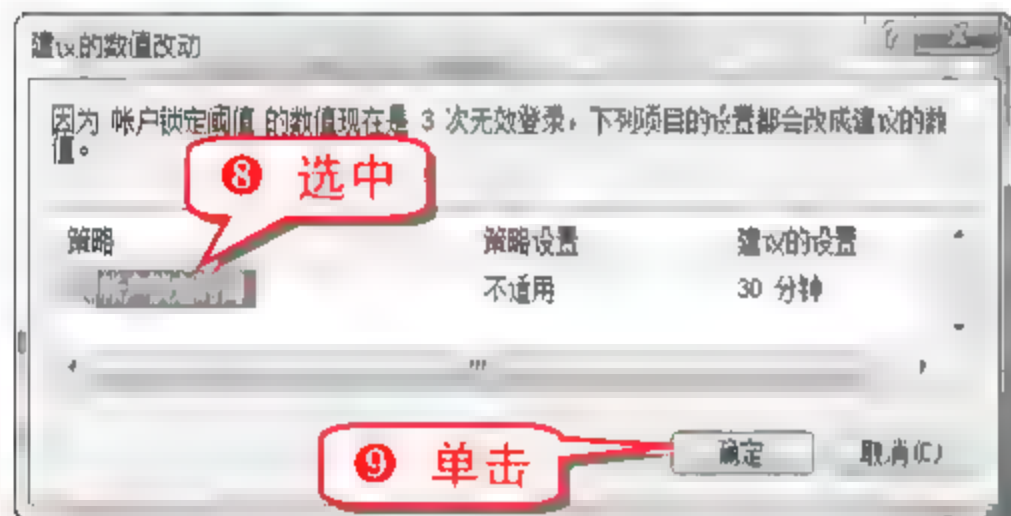 建议的数值改动
因为 帐户锁定阈值 的数值现在是 3 次无效登录，下列项目的设置都会改成建议的数
值。
❽ 选中
策略 策略设置 建议的设置
不适用 30 分钟
❾ 单击
确定 取消(C)